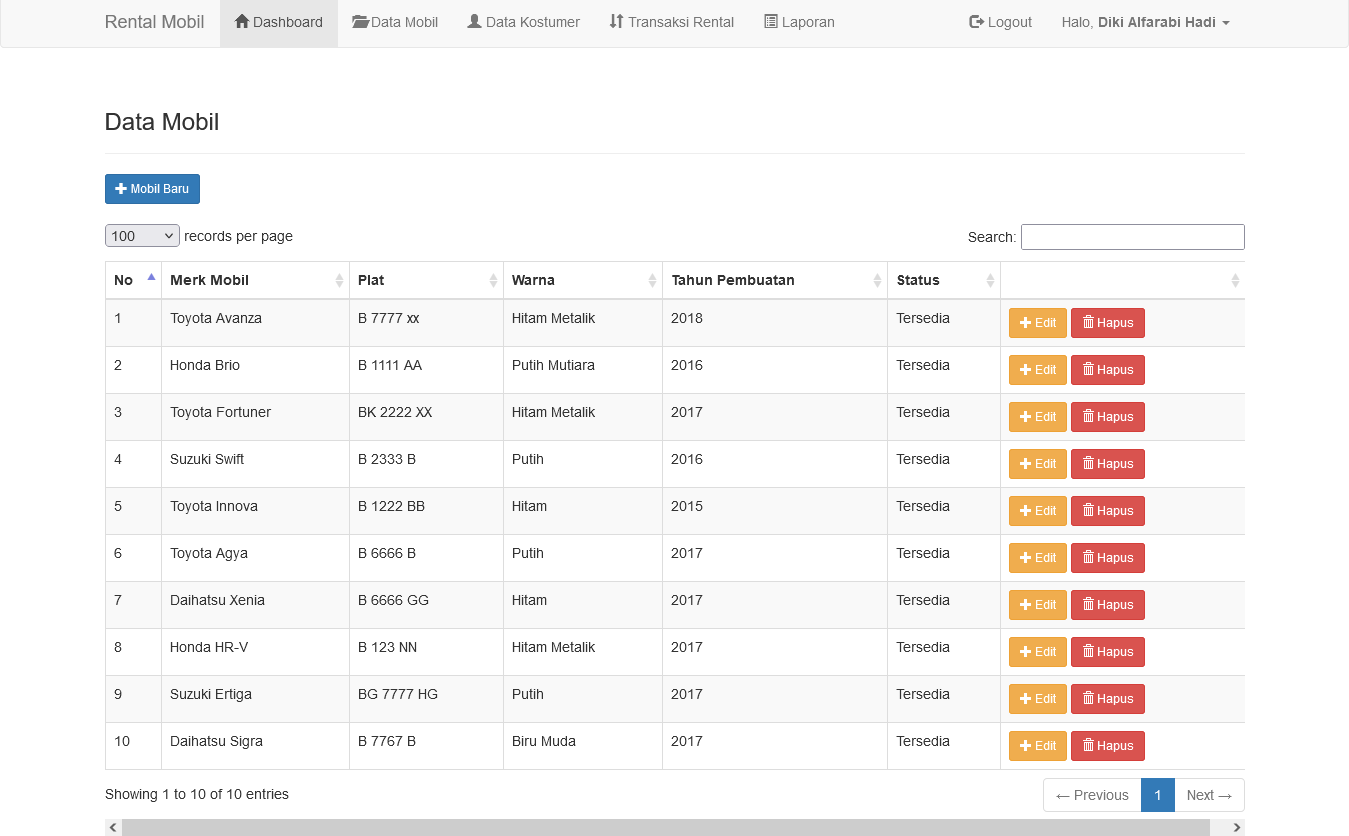 Rental Mobil Dashboard Data Mobil Data Kostumer Transaksi Rental Laporan Logout Halo, Diki Alfarabi Hadi
Data Mobil
Mobil Baru
100 records per page Search:
No Merk Mobil Plat Warna Tahun Pembuatan Status
1 Toyota Avanza B 7777 xx Hitam Metalik 2018 Tersedia Edit Hapus
2 Honda Brio B 1111 AA Putih Mutiara 2016 Tersedia Edit Hapus
3 Toyota Fortuner BK 2222 XX Hitam Metalik 2017 Tersedia Edit Hapus
4 Suzuki Swift B 2333 B Putih 2016 Tersedia Edit Hapus
5 Toyota Innova B 1222 BB Hitam 2015 Tersedia Edit Hapus
6 Toyota Agya B 6666 B Putih 2017 Tersedia Edit Hapus
7 Daihatsu Xenia B 6666 GG Hitam 2017 Tersedia Edit Hapus
8 Honda HR-V B 123 NN Hitam Metalik 2017 Tersedia Edit Hapus
9 Suzuki Ertiga BG 7777 HG Putih 2017 Tersedia Edit Hapus
10 Daihatsu Sigra B 7767 B Biru Muda 2017 Tersedia Edit Hapus
Showing 1 to 10 of 10 entries ← Previous 1 Next →